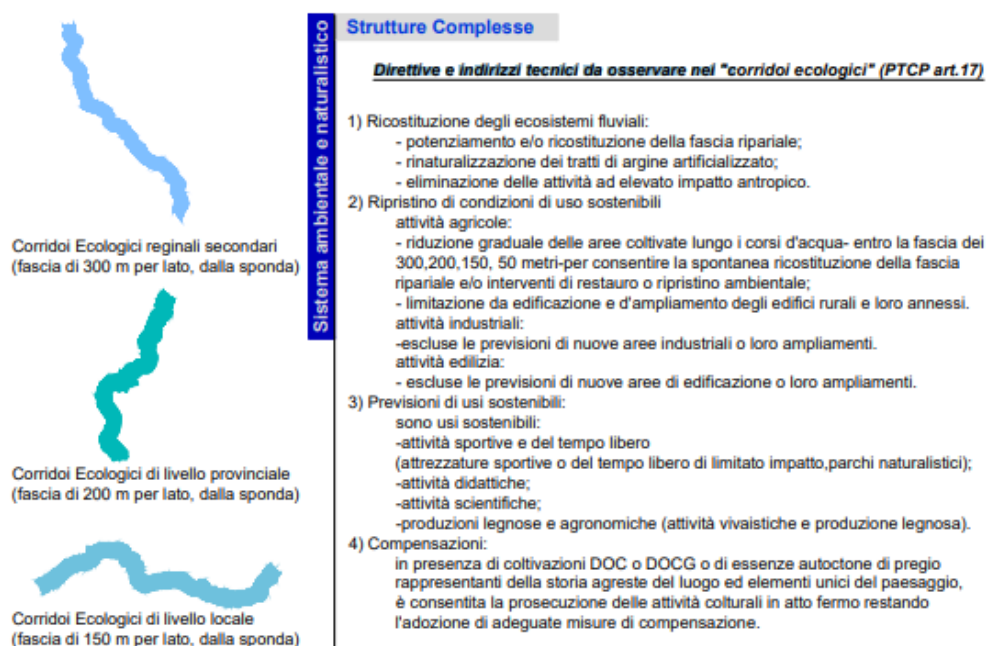 Corridoi Ecologici reginali secondari
(fascia di 300 m per lato, dalla sponda)
Corridoi Ecologici di livello provinciale
(fascia di 200 m per lato, dalla sponda)
Corridoi Ecologici di livello locale
(fascia di 150 m per lato, dalla sponda)
Sistema ambientale e naturalistico
Strutture Complesse
Direttive e indirizzi tecnici da osservare nei "corridoi ecologici" (PTCP art.17)
1) Ricostituzione degli ecosistemi fluviali:
- potenziamento e/o ricostituzione della fascia ripariale;
- rinaturalizzazione dei tratti di argine artificializzato;
- eliminazione delle attività ad elevato impatto antropico.
2) Ripristino di condizioni di uso sostenibili
attività agricole:
- riduzione graduale delle aree coltivate lungo i corsi d'acqua- entro la fascia dei
300,200,150, 50 metri-per consentire la spontanea ricostituzione della fascia
ripariale e/o interventi di restauro o ripristino ambientale;
- limitazione da edificazione e d'ampliamento degli edifici rurali e loro annessi.
attività industriali:
-escluse le previsioni di nuove aree industriali o loro ampliamenti.
attività edilizia:
- escluse le previsioni di nuove aree di edificazione o loro ampliamenti.
3) Previsioni di usi sostenibili:
sono usi sostenibili:
-attività sportive e del tempo libero
(attrezzature sportive o del tempo libero di limitato impatto,parchi naturalistici);
-attività didattiche;
-attività scientifiche;
-produzioni legnose e agronomiche (attività vivaistiche e produzione legnosa).
4) Compensazioni:
in presenza di coltivazioni DOC o DOCG o di essenze autoctone di pregio
rappresentanti della storia agreste del luogo ed elementi unici del paesaggio,
è consentita la prosecuzione delle attività colturali in atto fermo restando
l'adozione di adeguate misure di compensazione.